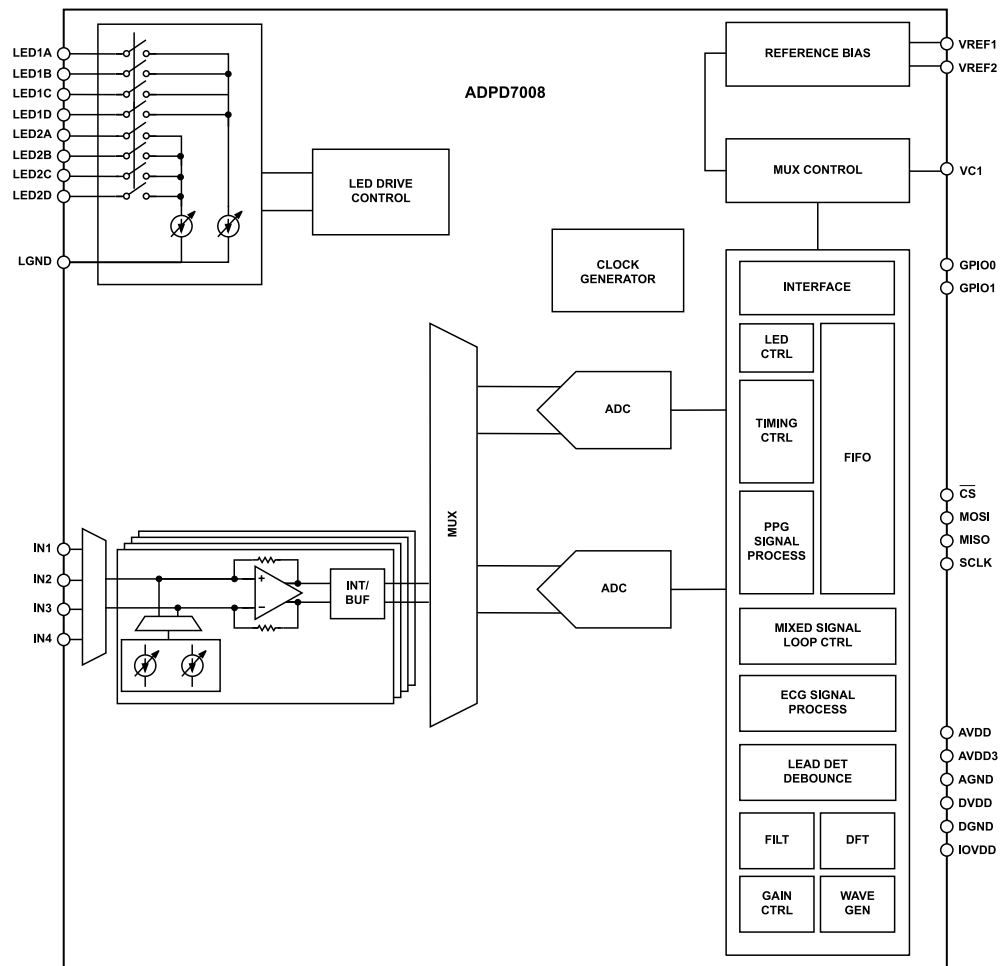 LED1A
LED1B
LED1C
LED1D
LED2A
LED2B
LED2C
LED2D
LGND
LED DRIVE
CONTROL
ADPD7008
REFERENCE BIAS
VREF1
VREF2
MUX CONTROL
VC1
CLOCK
GENERATOR
GPIO0
GPIO1
INTERFACE
LED
CTRL
TIMING
CTRL
FIFO
PPG
SIGNAL
PROCESS
MIXED SIGNAL
LOOP CTRL
ECG SIGNAL
PROCESS
LEAD DET
DEBOUNCE
FILT
DFT
GAIN
CTRL
WAVE
GEN
ADC
ADC
MUX
IN1
IN2
IN3
IN4
+
−
INT/
BUF
CS
MOSI
MISO
SCLK
AVDD
AVDD3
AGND
DVDD
DGND
IOVDD